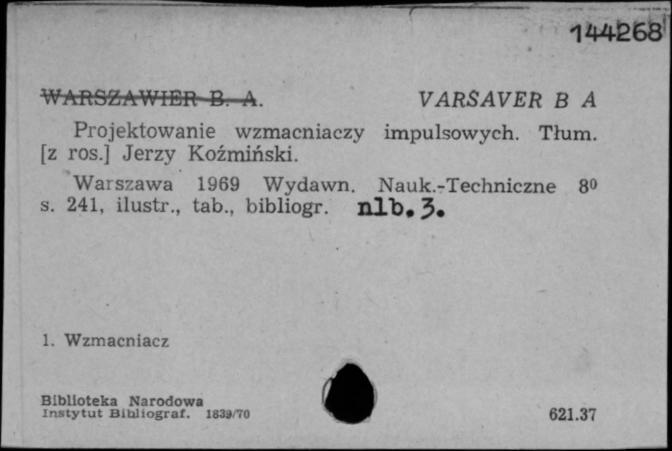 144268
WARSZAWIER B. A. VARSAVER B A
Projektowanie wzmacniaczy impulsowych. Tłum.
[z ros.] Jerzy Koźmiński.
Warszawa 1969 Wydawn. Nauk.-Techniczne 8⁰
s. 241, ilustr., tab., bibliogr. nlb. 3.
1. Wzmacniacz
Biblioteka Narodowa
Instytut Bibliograf. 1839/70 621.37